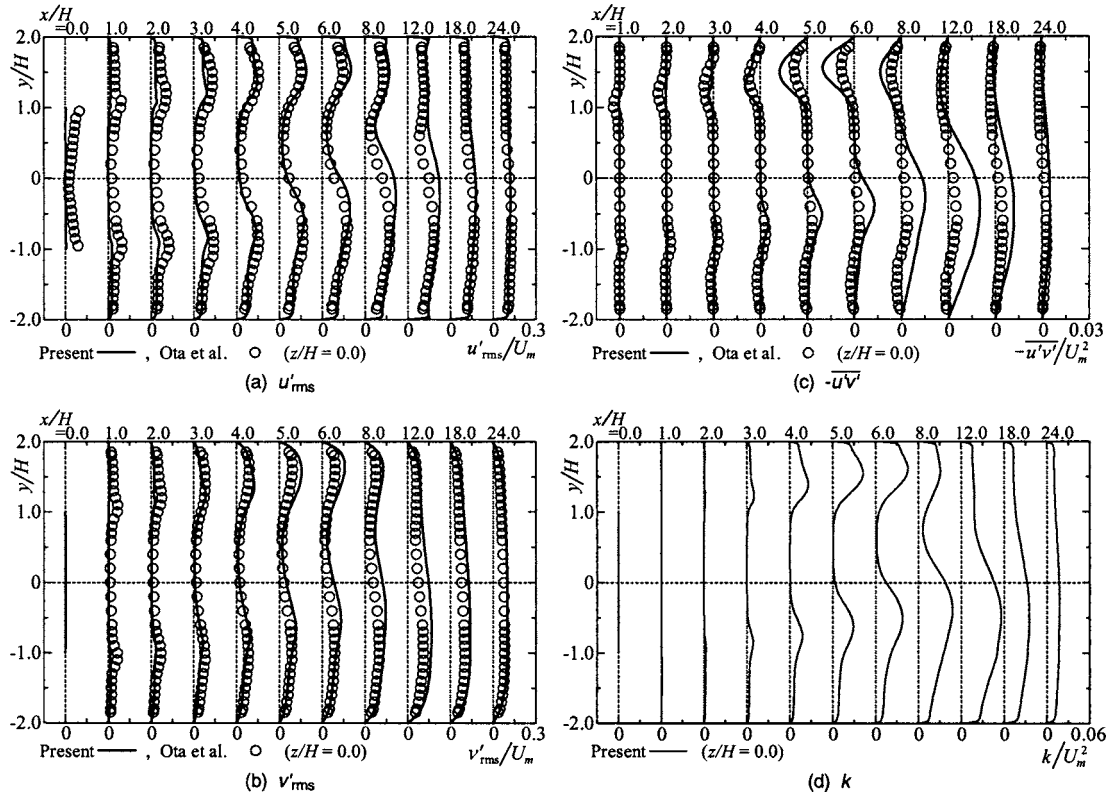 x/H
=0.0 1.0 2.0 3.0 4.0 5.0 6.0 8.0 12.0 18.0 24.0
2.0
y/H
1.0
0
-1.0
-2.0
0 0 0 0 0 0 0 0 0 0 0 0.3
Present , Ota et al. (z/H = 0.0) u'rms/Um
(a) u'rms
x/H
=0.0 1.0 2.0 3.0 4.0 5.0 6.0 8.0 12.0 18.0 24.0
2.0
y/H
1.0
0
-1.0
-2.0
0 0 0 0 0 0 0 0 0 0 0.03
Present , Ota et al. (z/H = 0.0) -u'v'/U²m
(c) -u'v'
x/H
=0.0 1.0 2.0 3.0 4.0 5.0 6.0 8.0 12.0 18.0 24.0
2.0
y/H
1.0
0
-1.0
-2.0
0 0 0 0 0 0 0 0 0 0 0 0.3
Present , Ota et al. (z/H = 0.0) v'rms/Um
(b) v'rms
x/H
=0.0 1.0 2.0 3.0 4.0 5.0 6.0 8.0 12.0 18.0 24.0
2.0
y/H
1.0
0
-1.0
-2.0
0 0 0 0 0 0 0 0 0 0 0 0.06
Present (z/H = 0.0) k/U²m
(d) k